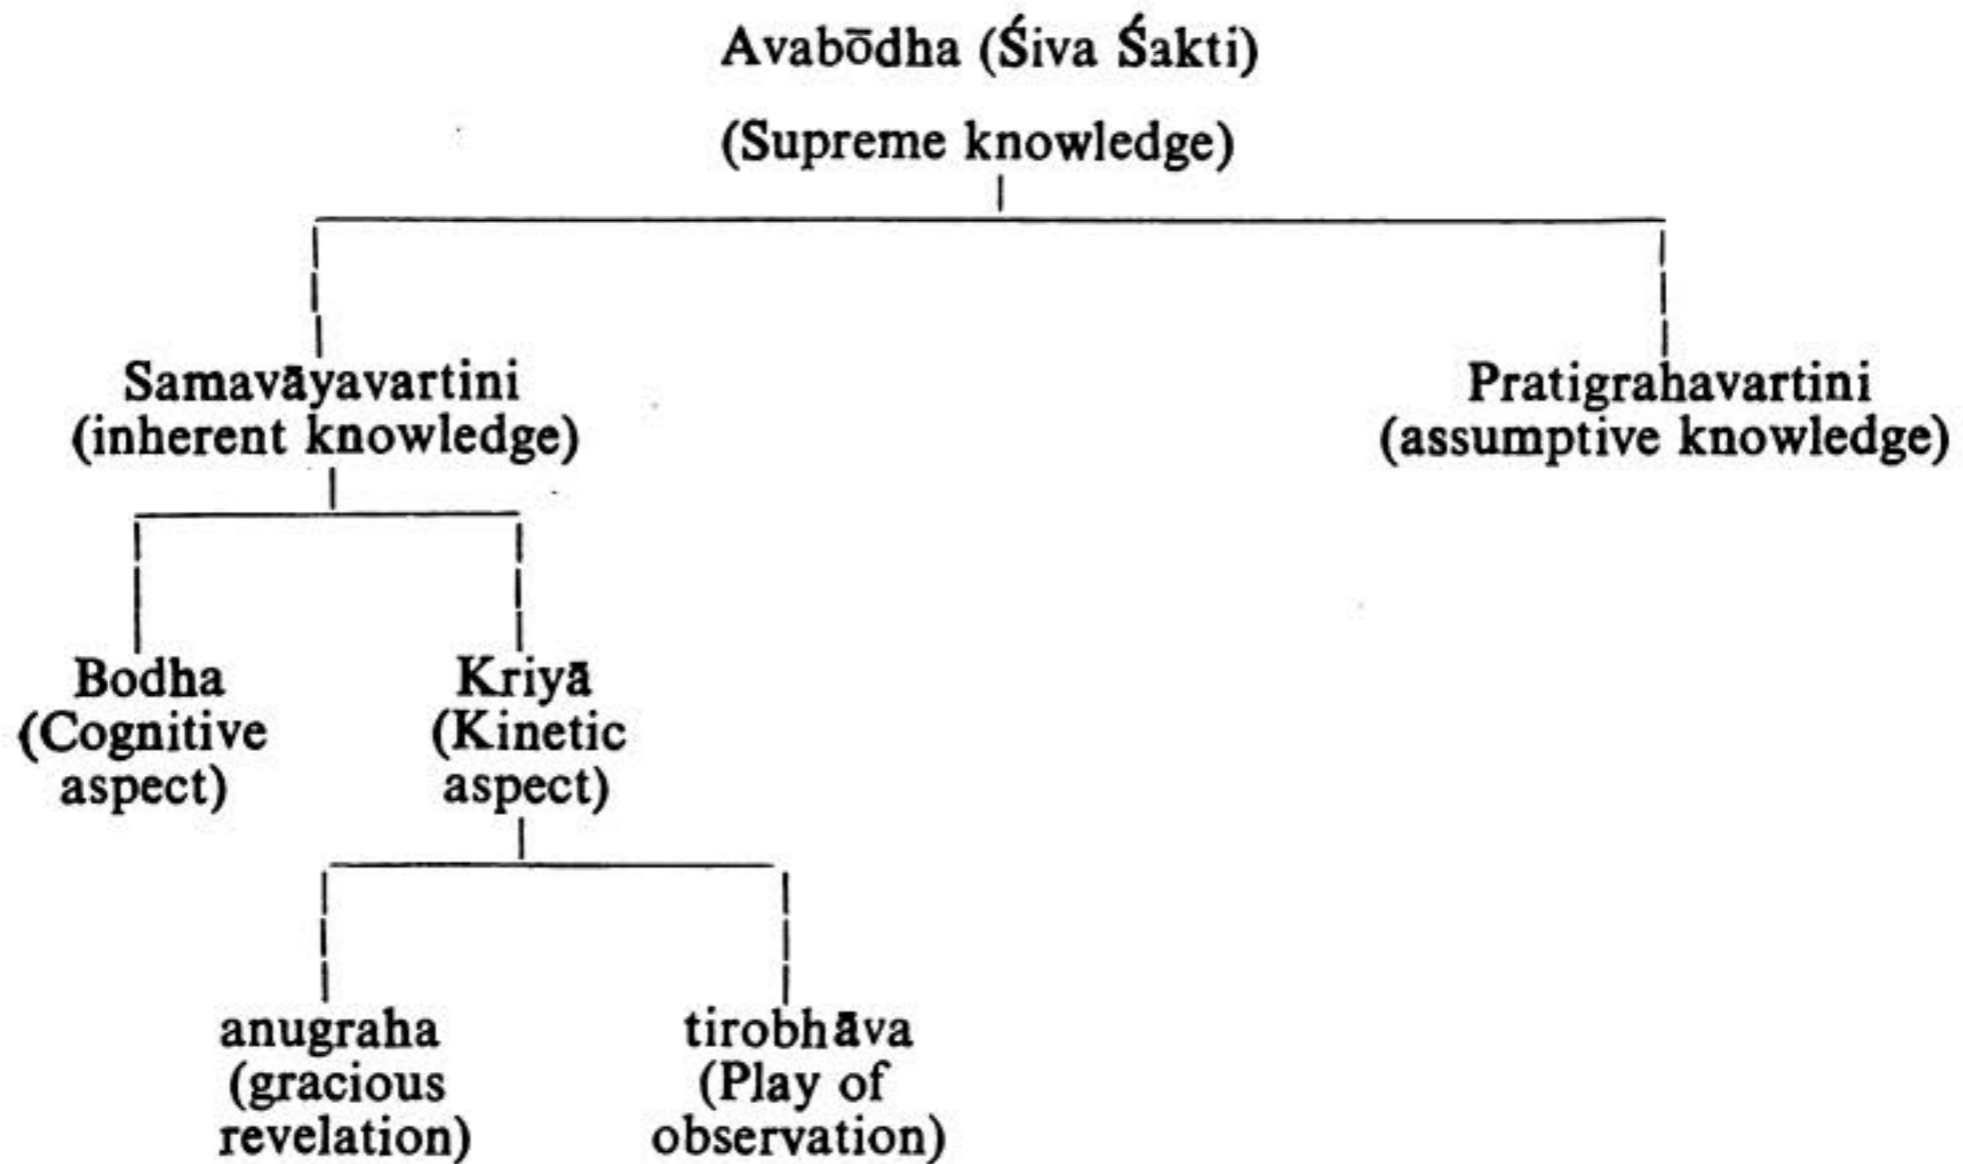 Avabōdha (Śiva Śakti)
(Supreme knowledge)
Samavāyavartini
(inherent knowledge)
Pratigrahavartini
(assumptive knowledge)
Bodha
(Cognitive
aspect)
Kriyā
(Kinetic
aspect)
anugraha
(gracious
revelation)
tirobhāva
(Play of
observation)